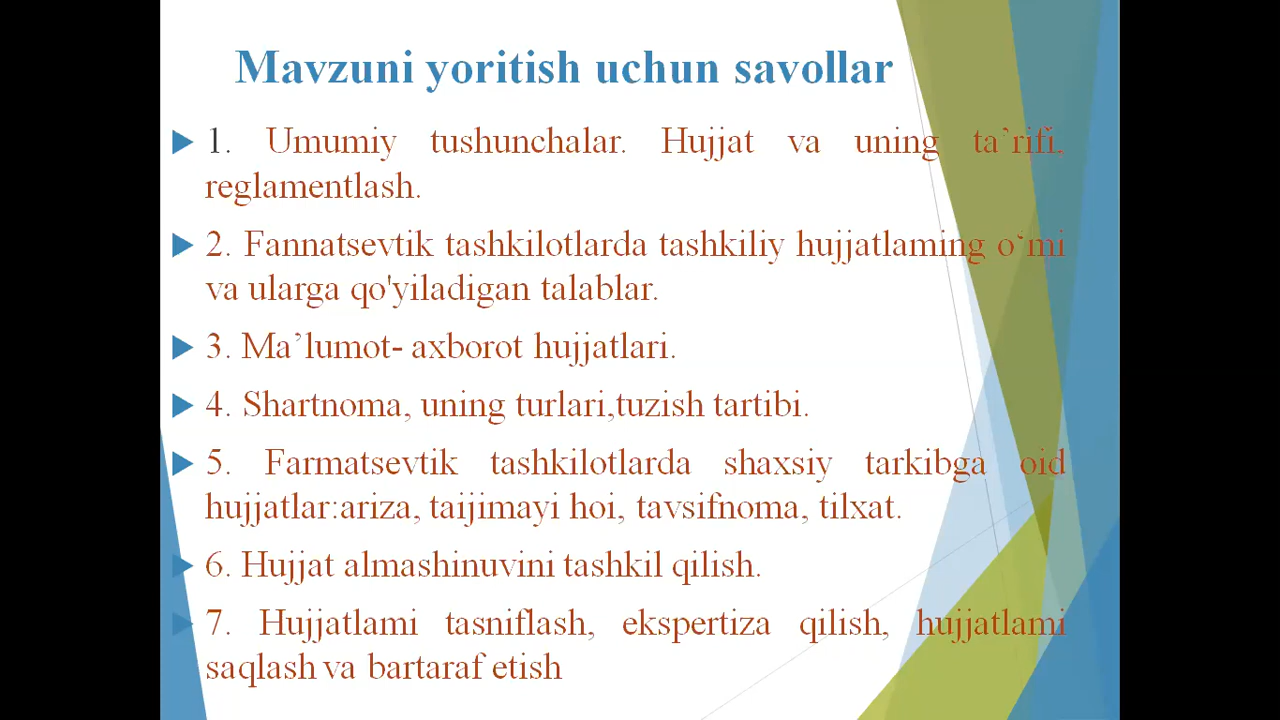 Mavzuni yoritish uchun savollar
1. Umumiy tushunchalar. Hujjat va uning ta’rifi,
reglamentlash.
2. Fannatsevtik tashkilotlarda tashkiliy hujjatlaming o‘mi
va ularga qo'yiladigan talablar.
3. Ma’lumot- axborot hujjatlari.
4. Shartnoma, uning turlari,tuzish tartibi.
5. Farmatsevtik tashkilotlarda shaxsiy tarkibga oid
hujjatlar:ariza, taijimayi hoi, tavsifnoma, tilxat.
6. Hujjat almashinuvini tashkil qilish.
7. Hujjatlami tasniflash, ekspertiza qilish, hujjatlami
saqlash va bartaraf etish